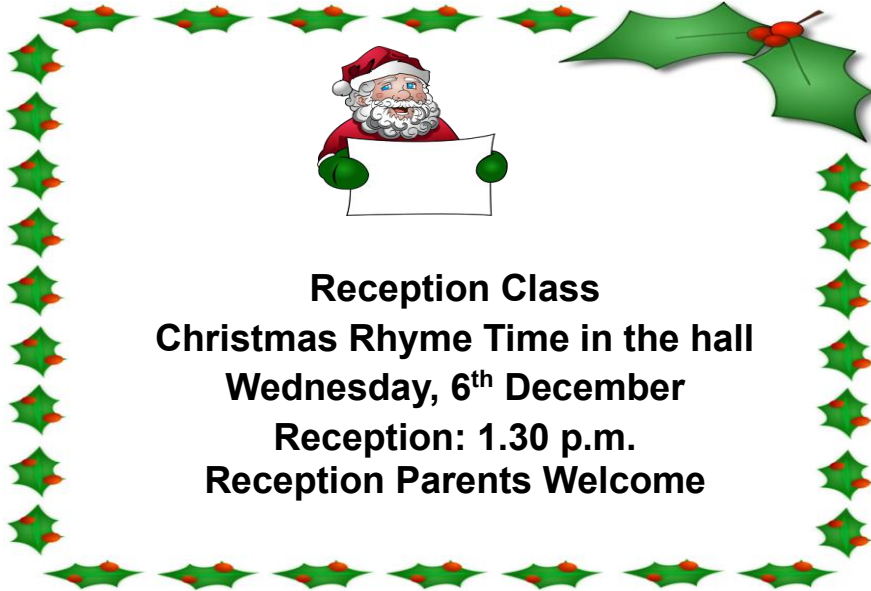 Reception Class
Christmas Rhyme Time in the hall
Wednesday, 6th December
Reception: 1.30 p.m.
Reception Parents Welcome